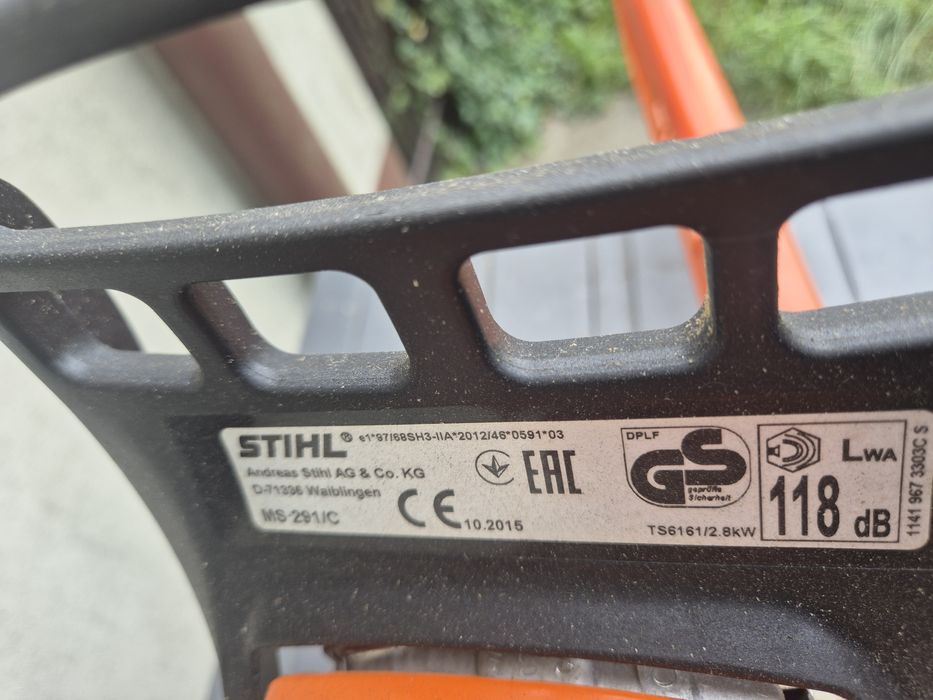 STIHL® e1*97/68SH3-IIA*2012/46*0591*03
Andreas Stihl AG & Co. KG
D-71336 Waiblingen
MS-291/C
CE 10.2015
EAC
DPLF
GS
geprüfte
Sicherheit
TS6161/2.8kW
LWA
118 dB
1141 967 3303C S